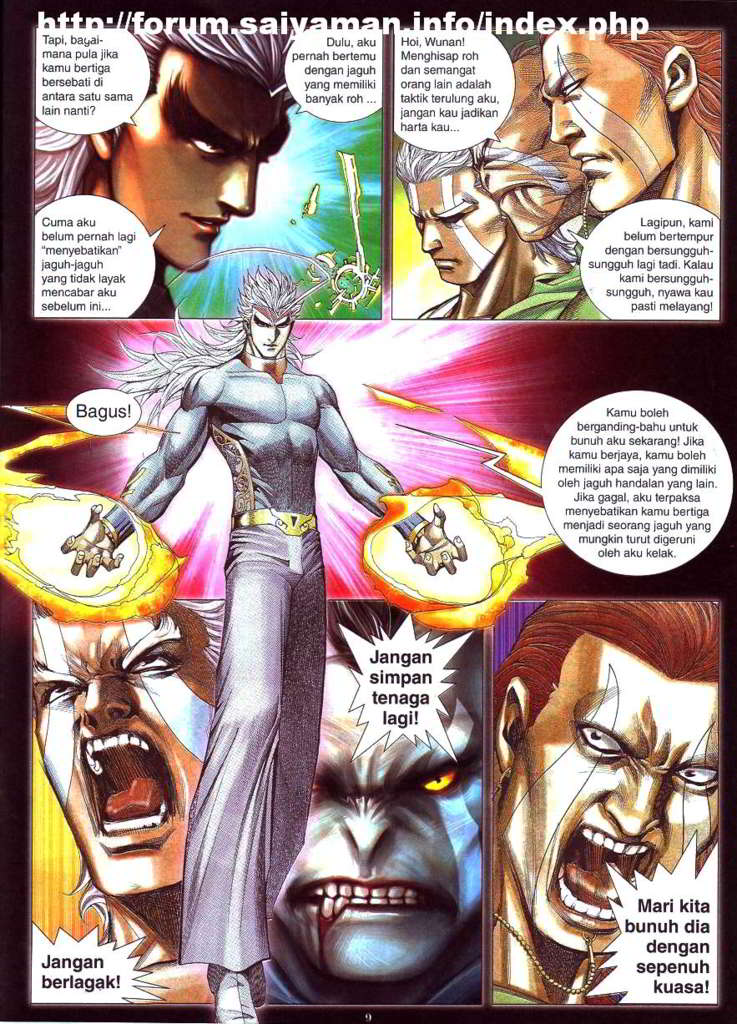 http://forum.saiyaman.info/index.php
Tapi, bagai-
mana pula jika
kamu bertiga
bersebati di
antara satu sama
lain nanti?
Dulu, aku
pernah bertemu
dengan jaguh
yang memiliki
banyak roh ...
Cuma aku
belum pernah lagi
"menyebatikan"
jaguh-jaguh
yang tidak layak
mencabar aku
sebelum ini...
Hoi, Wunan!
Menghisap roh
dan semangat
orang lain adalah
taktik terulung aku,
jangan kau jadikan
harta kau...
Lagipun, kami
belum bertempur
dengan bersungguh-
sungguh lagi tadi. Kalau
kami bersungguh-
sungguh, nyawa kau
pasti melayang!
Bagus!
Kamu boleh
berganding-bahu untuk
bunuh aku sekarang! Jika
kamu berjaya, kamu boleh
memiliki apa saja yang dimiliki
oleh jaguh handalan yang lain.
Jika gagal, aku terpaksa
menyebatikan kamu bertiga
menjadi seorang jaguh yang
mungkin turut digeruni
oleh aku kelak.
Jangan
berlagak!
Jangan
simpan
tenaga
lagi!
Mari kita
bunuh dia
dengan
sepenuh
kuasa!
9